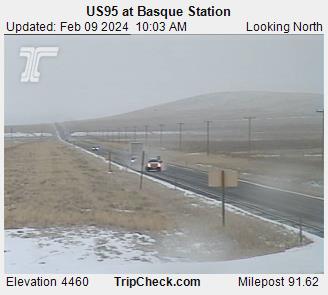 US95 at Basque Station
Updated: Feb 09 2024 10:03 AM Looking North
Elevation 4460 TripCheck.com Milepost 91.62